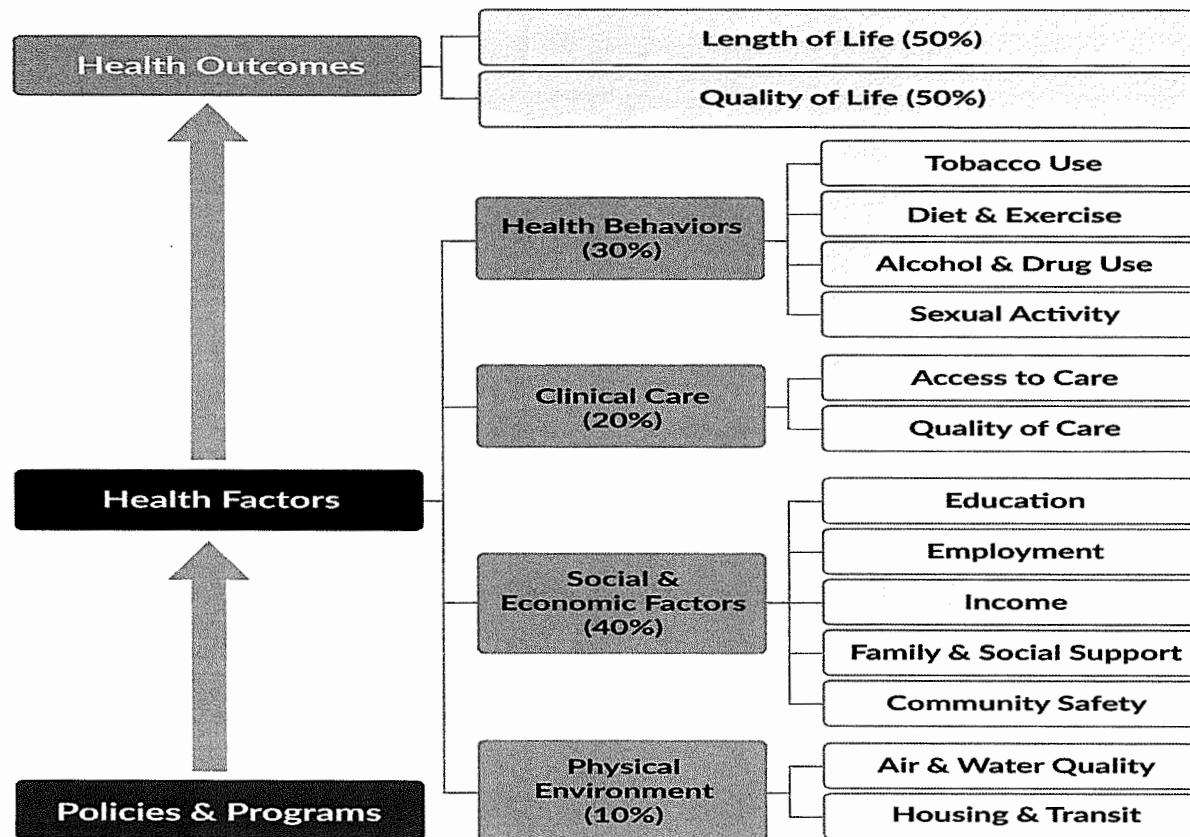 Health Outcomes
Length of Life (50%)
Quality of Life (50%)
Health Factors
Health Behaviors
(30%)
Tobacco Use
Diet & Exercise
Alcohol & Drug Use
Sexual Activity
Clinical Care
(20%)
Access to Care
Quality of Care
Social &
Economic Factors
(40%)
Education
Employment
Income
Family & Social Support
Community Safety
Physical
Environment
(10%)
Air & Water Quality
Housing & Transit
Policies & Programs